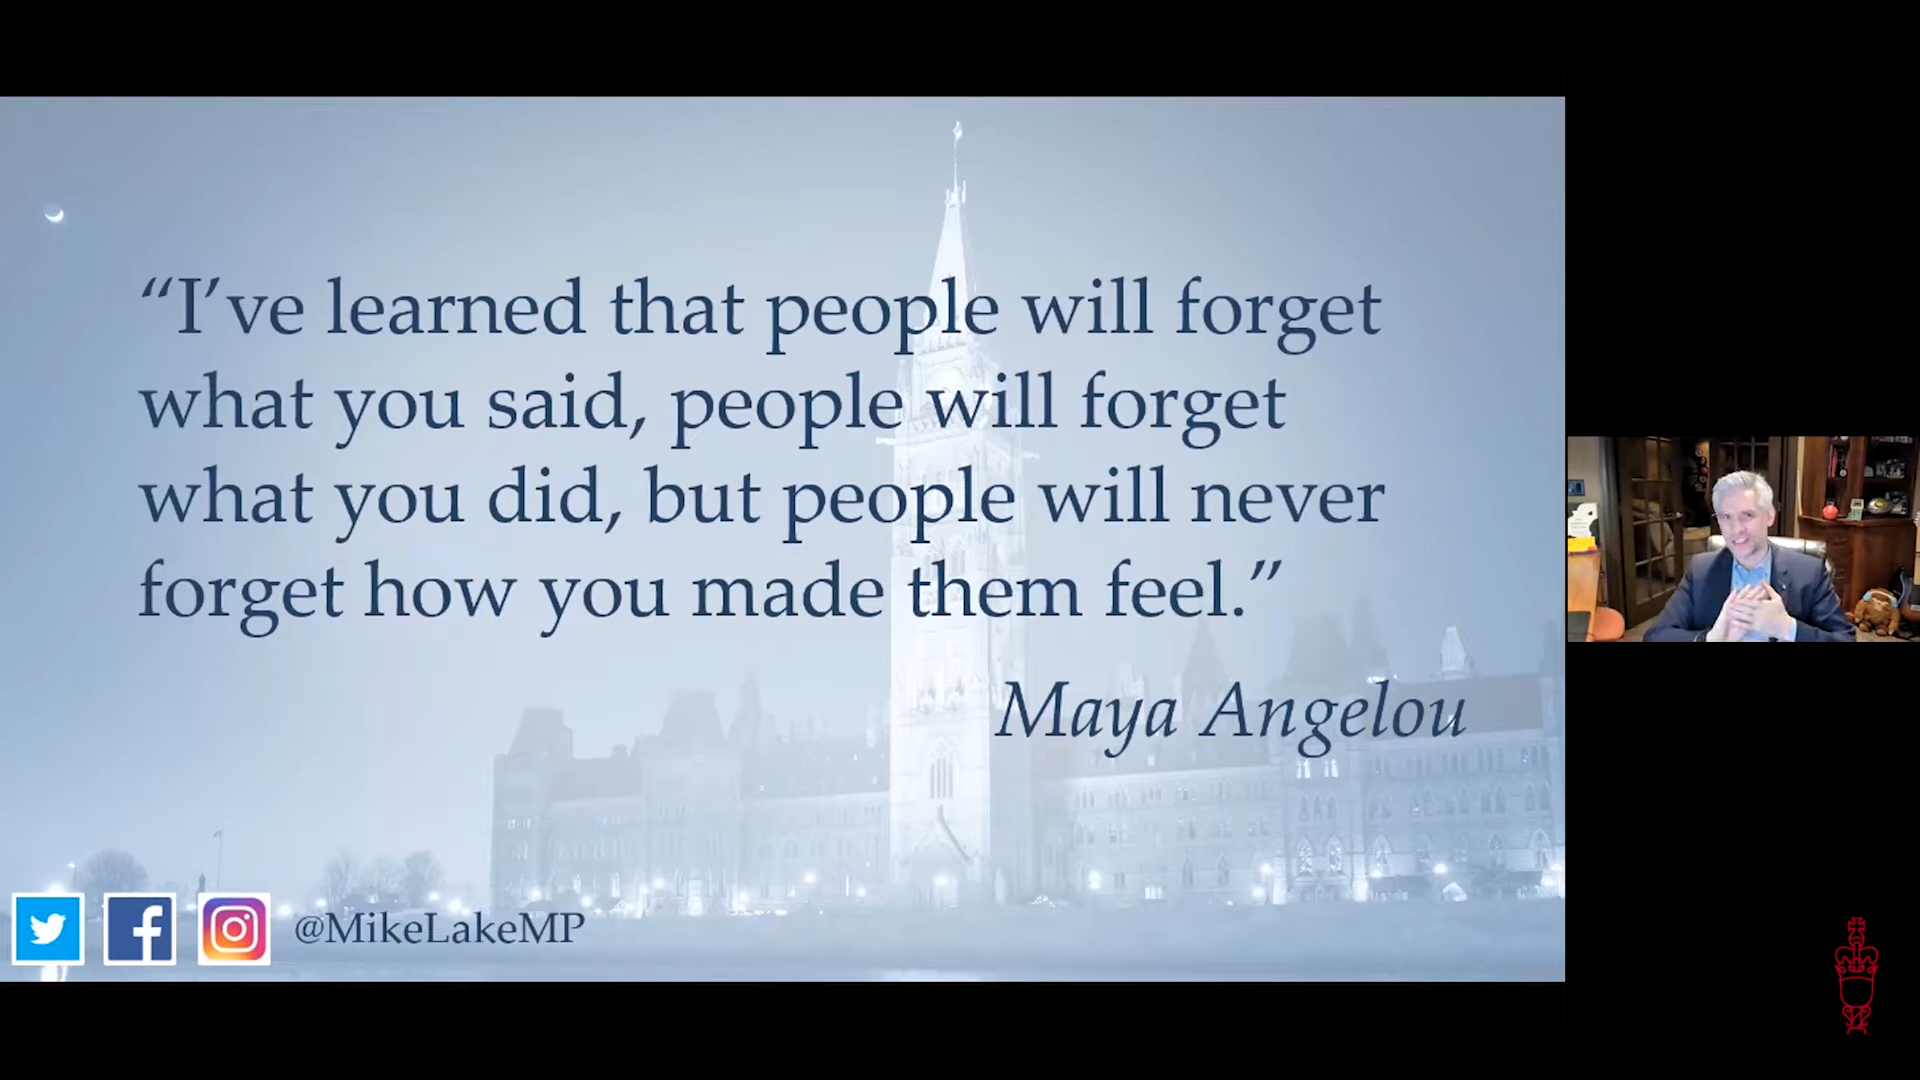 “I’ve learned that people will forget
what you said, people will forget
what you did, but people will never
forget how you made them feel.”
Maya Angelou
@MikeLakeMP